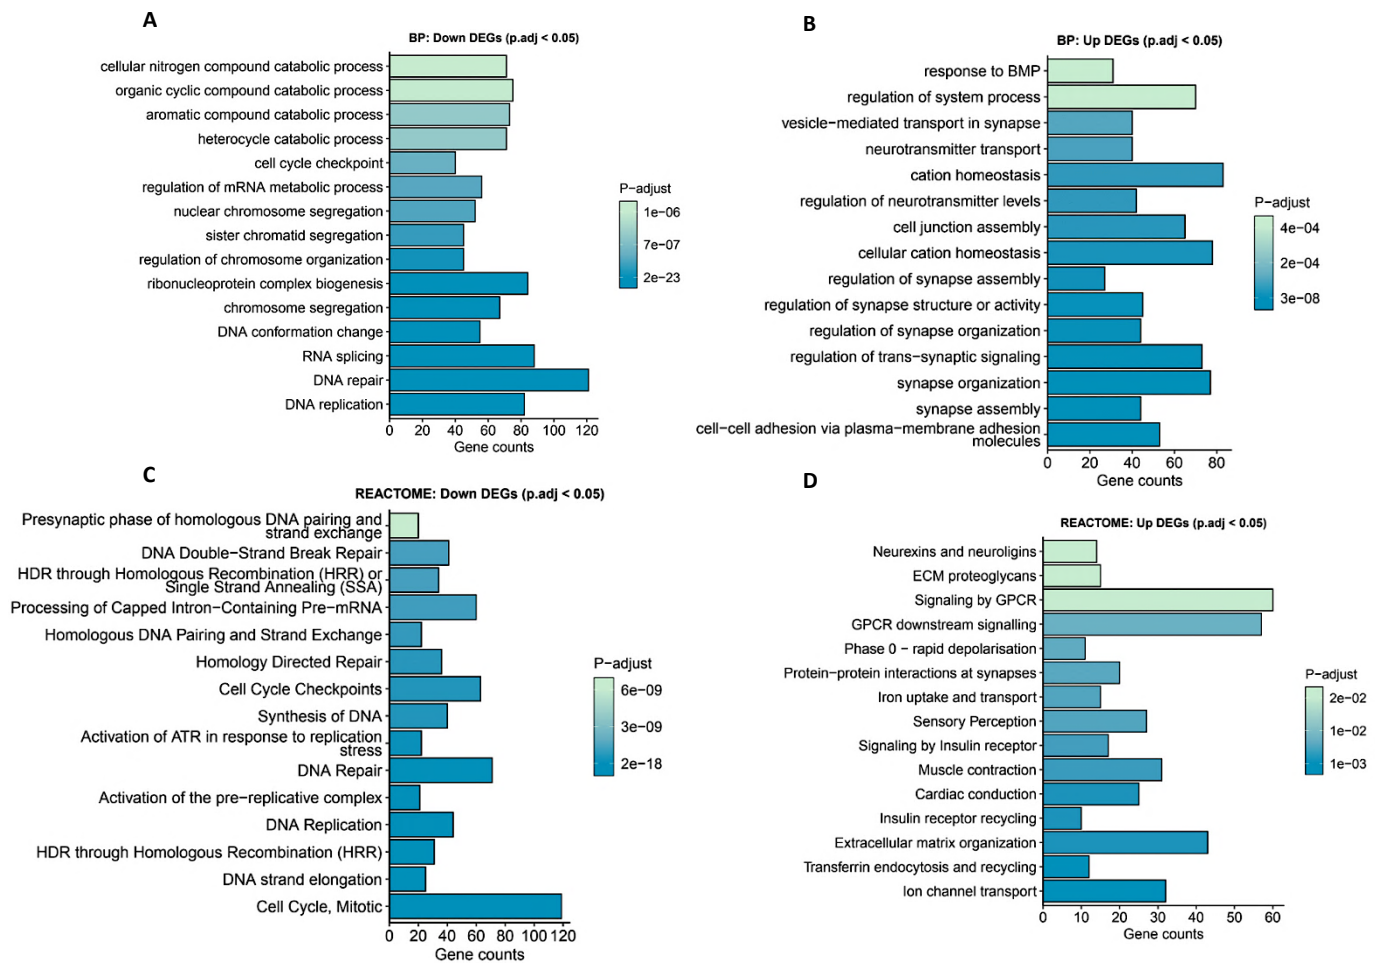 A
BP: Down DEGs (p.adj < 0.05)
cellular nitrogen compound catabolic process
organic cyclic compound catabolic process
aromatic compound catabolic process
heterocycle catabolic process
cell cycle checkpoint
regulation of mRNA metabolic process
nuclear chromosome segregation
sister chromatid segregation
regulation of chromosome organization
ribonucleoprotein complex biogenesis
chromosome segregation
DNA conformation change
RNA splicing
DNA repair
DNA replication
0 20 40 60 80 100 120
Gene counts
P−adjust
1e−06
7e−07
2e−23
B
BP: Up DEGs (p.adj < 0.05)
response to BMP
regulation of system process
vesicle−mediated transport in synapse
neurotransmitter transport
cation homeostasis
regulation of neurotransmitter levels
cell junction assembly
cellular cation homeostasis
regulation of synapse assembly
regulation of synapse structure or activity
regulation of synapse organization
regulation of trans−synaptic signaling
synapse organization
synapse assembly
cell−cell adhesion via plasma−membrane adhesion
molecules
0 20 40 60 80
Gene counts
P−adjust
4e−04
2e−04
3e−08
C
REACTOME: Down DEGs (p.adj < 0.05)
Presynaptic phase of homologous DNA pairing and
strand exchange
DNA Double−Strand Break Repair
HDR through Homologous Recombination (HRR) or
Single Strand Annealing (SSA)
Processing of Capped Intron−Containing Pre−mRNA
Homologous DNA Pairing and Strand Exchange
Homology Directed Repair
Cell Cycle Checkpoints
Synthesis of DNA
Activation of ATR in response to replication
stress
DNA Repair
Activation of the pre−replicative complex
DNA Replication
HDR through Homologous Recombination (HRR)
DNA strand elongation
Cell Cycle, Mitotic
0 20 40 60 80 100 120
Gene counts
P−adjust
6e−09
3e−09
2e−18
D
REACTOME: Up DEGs (p.adj < 0.05)
Neurexins and neuroligins
ECM proteoglycans
Signaling by GPCR
GPCR downstream signalling
Phase 0 − rapid depolarisation
Protein−protein interactions at synapses
Iron uptake and transport
Sensory Perception
Signaling by Insulin receptor
Muscle contraction
Cardiac conduction
Insulin receptor recycling
Extracellular matrix organization
Transferrin endocytosis and recycling
Ion channel transport
0 10 20 30 40 50 60
Gene counts
P−adjust
2e−02
1e−02
1e−03